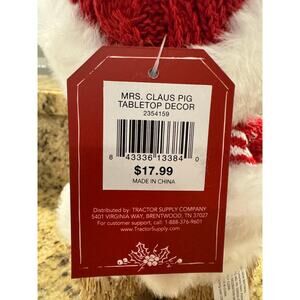 MRS. CLAUS PIG
TABLETOP DECOR
2354159
8 43336 13384 0
$17.99
MADE IN CHINA
Distributed by: TRACTOR SUPPLY COMPANY
5401 VIRGINIA WAY, BRENTWOOD, TN 37027
For customer support, call: 1-888-376-9601
www.TractorSupply.com